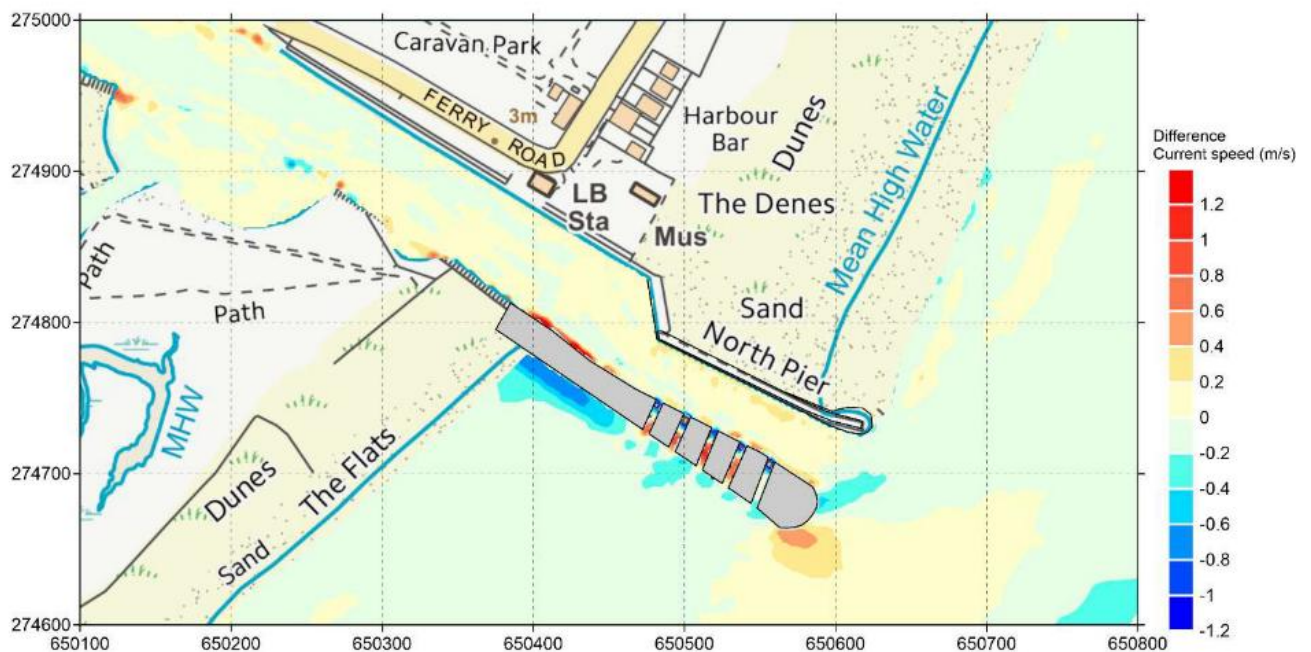 275000
274900
274800
274700
274600
650100
650200
650300
650400
650500
650600
650700
650800
Caravan Park
FERRY ROAD
3m
Harbour
Bar
Dunes
Mean High Water
LB
Sta
Mus
The Denes
Sand
North Pier
Path
Path
MHW
Dunes
The Flats
Sand
Difference
Current speed (m/s)
1.2
1
0.8
0.6
0.4
0.2
0
-0.2
-0.4
-0.6
-0.8
-1
-1.2